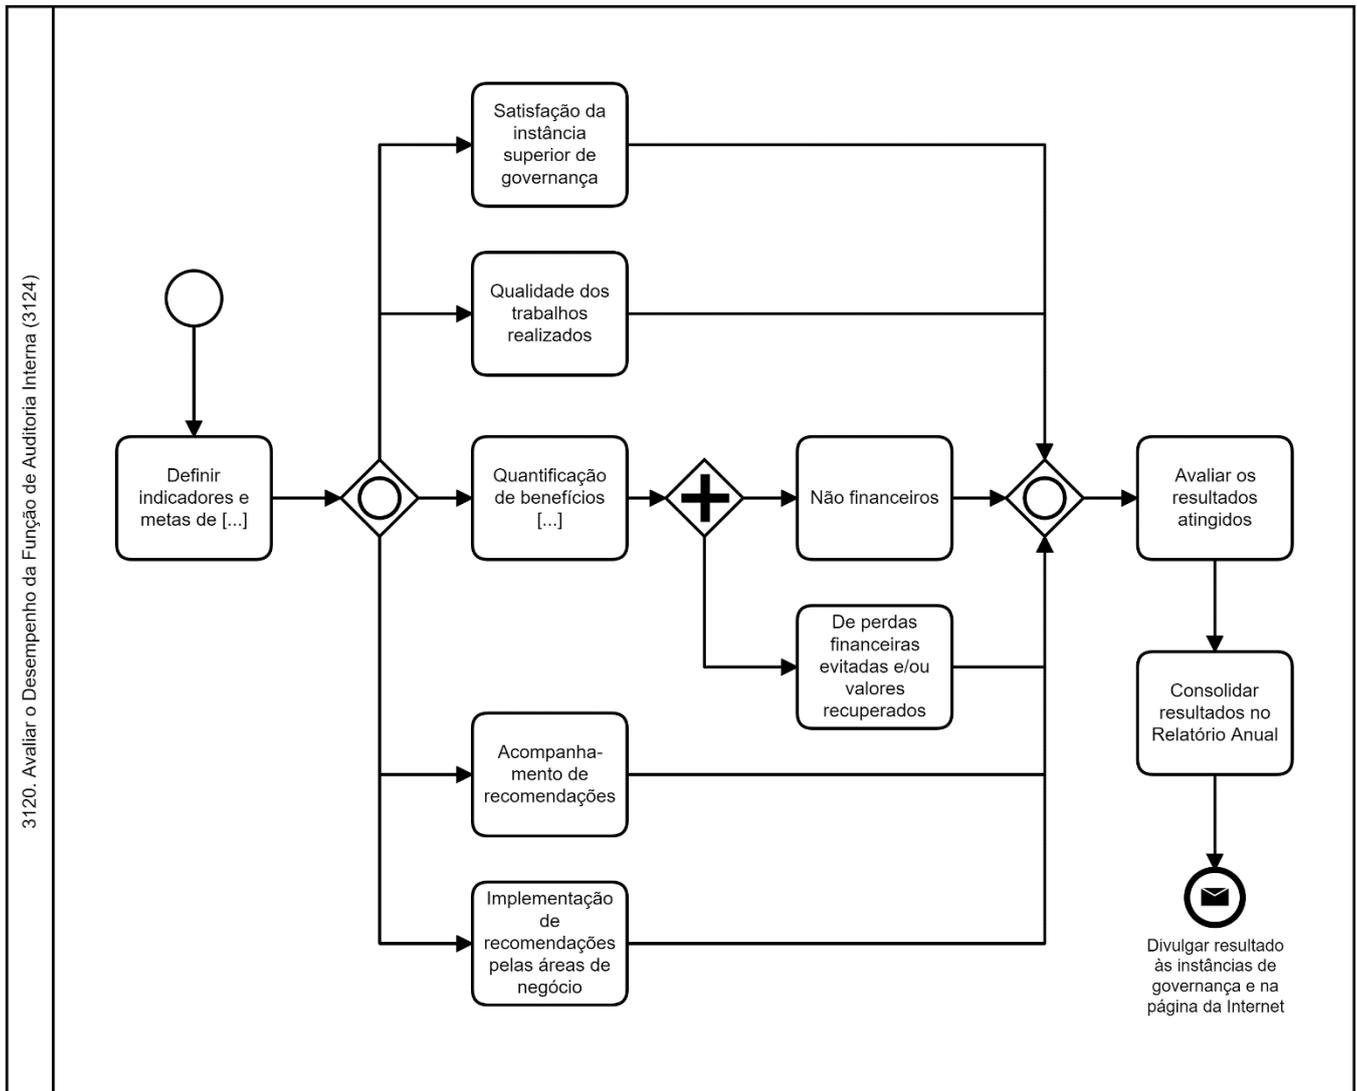 3120. Avaliar o Desempenho da Função de Auditoria Interna (3124)
Definir
indicadores e
metas de [...]
Satisfação da
instância
superior de
governança
Qualidade dos
trabalhos
realizados
Quantificação
de benefícios
[...]
Não financeiros
De perdas
financeiras
evitadas e/ou
valores
recuperados
Acompanha-
mento de
recomendações
Implementação
de
recomendações
pelas áreas de
negócio
Avaliar os
resultados
atingidos
Consolidar
resultados no
Relatório Anual
Divulgar resultado
às instâncias de
governança e na
página da Internet